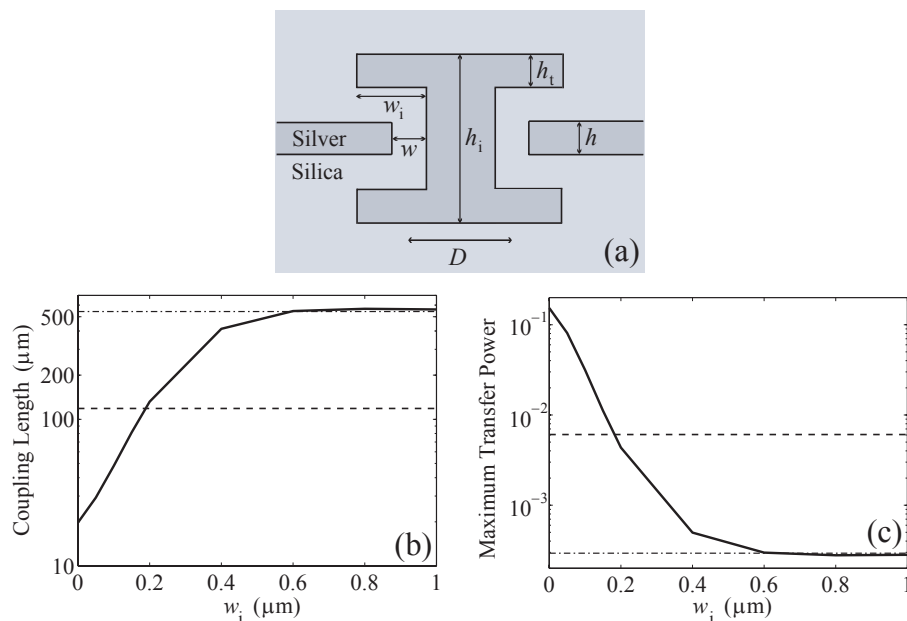 h_t
w_i
Silver
w
h_i
h
Silica
D
(a)
Coupling Length (μm)
500
200
100
10
0
0.2
0.4
0.6
0.8
1
w_i (μm)
(b)
Maximum Transfer Power
10^-1
10^-2
10^-3
0
0.2
0.4
0.6
0.8
1
w_i (μm)
(c)